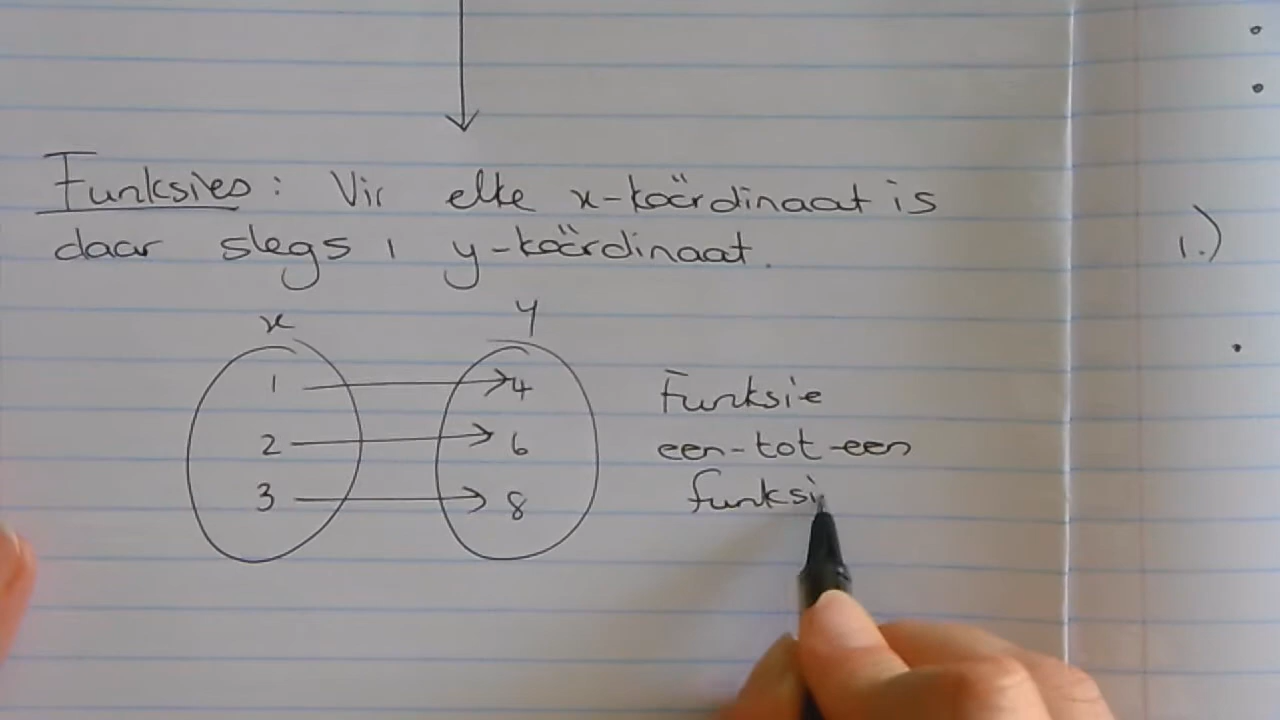 Funksies: Vir elke x-koördinaat is
daar slegs 1 y-koördinaat.
x y
1 4
2 6
3 8
Funksie
een-tot-een
funksi
1.)